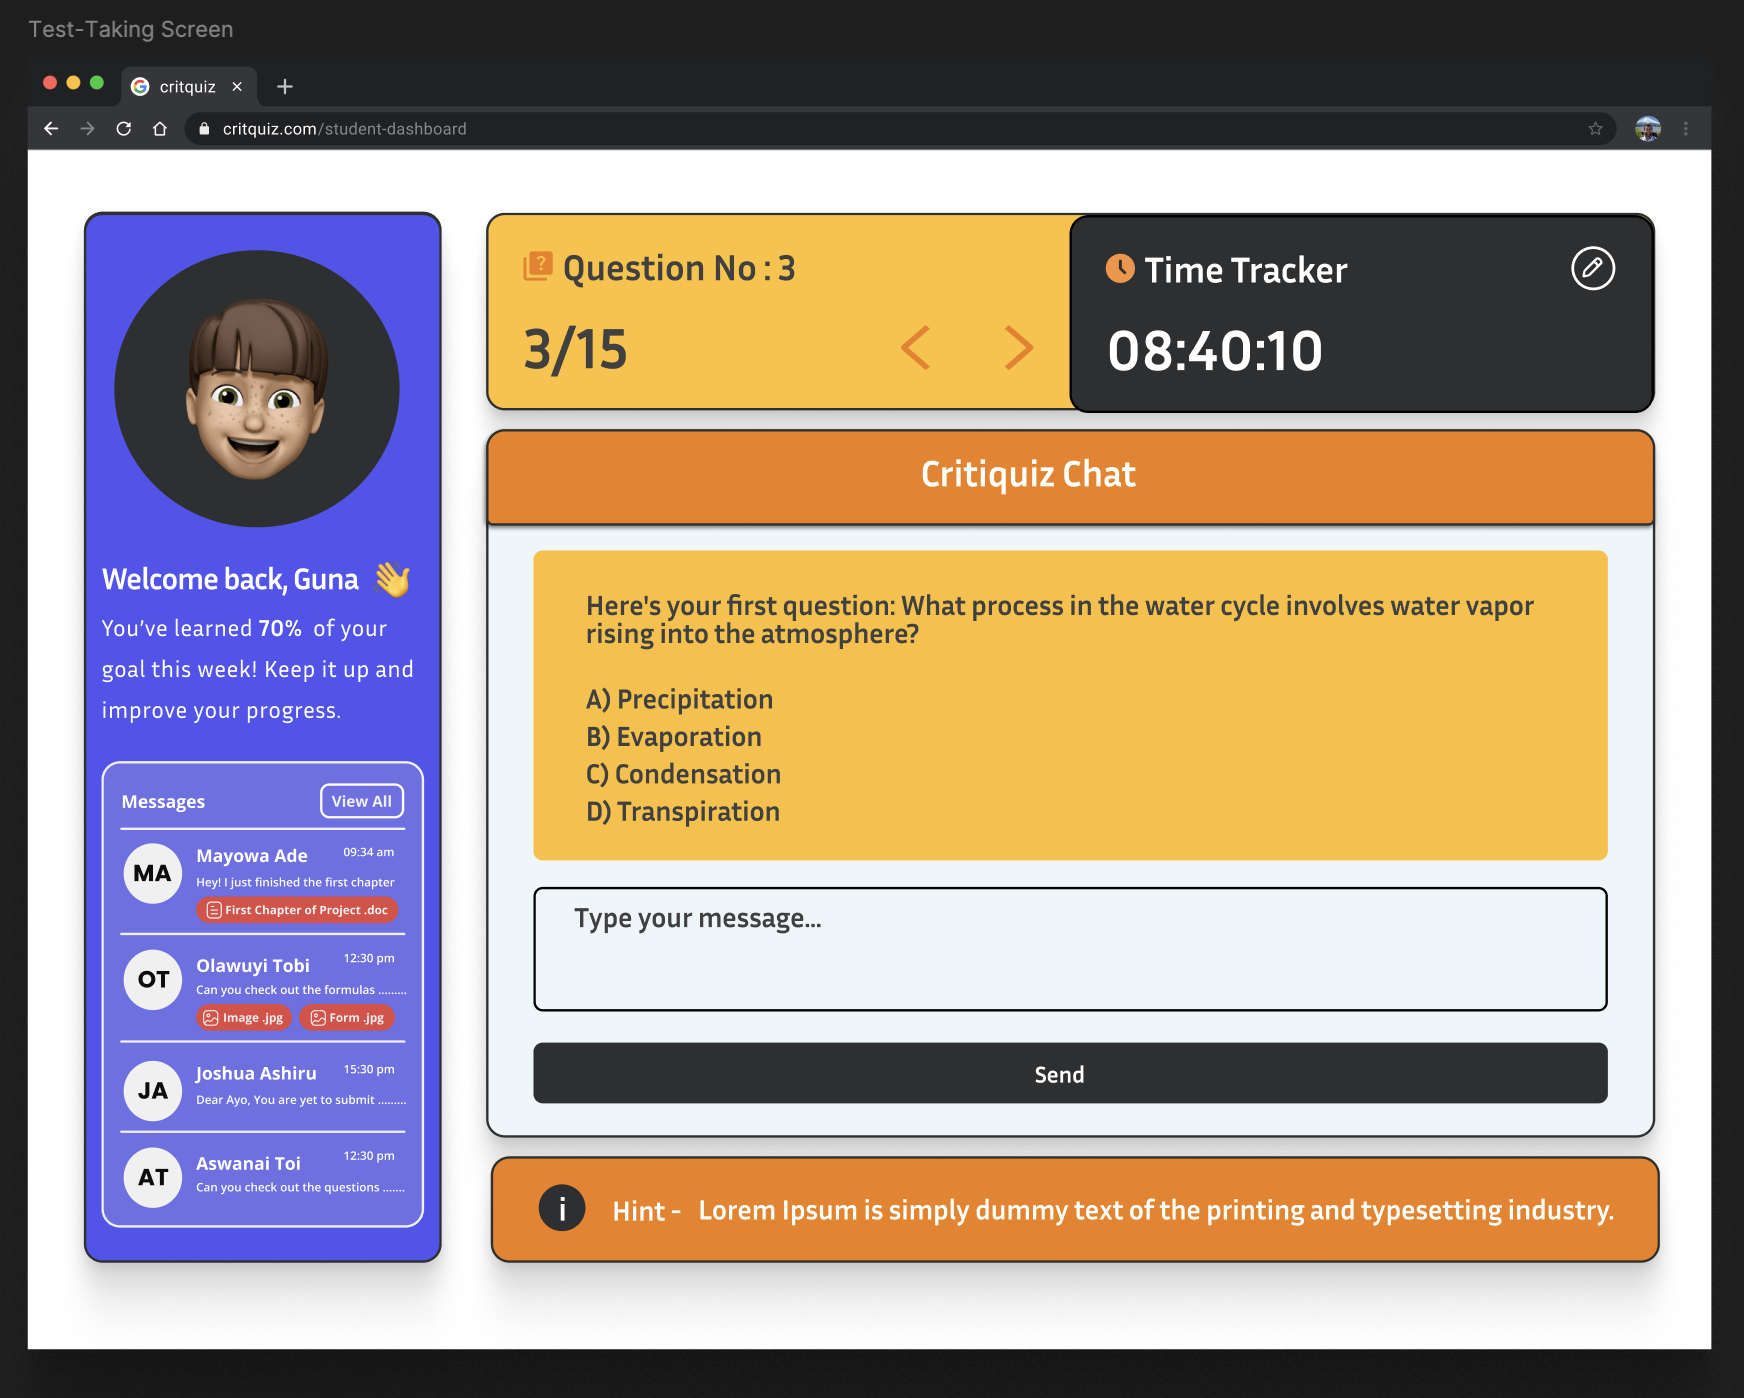 Test-Taking Screen
critquiz
critquiz.com/student-dashboard
Welcome back, Guna 👋
You've learned 70% of your
goal this week! Keep it up and
improve your progress.
Messages
View All
MA
Mayowa Ade
09:34 am
Hey! I just finished the first chapter
First Chapter of Project .doc
OT
Olawuyi Tobi
12:30 pm
Can you check out the formulas .........
Image .jpg
Form .jpg
JA
Joshua Ashiru
15:30 pm
Dear Ayo, You are yet to submit .........
AT
Aswanai Toi
12:30 pm
Can you check out the questions .......
Question No : 3
3/15
Time Tracker
08:40:10
Critiquiz Chat
Here's your first question: What process in the water cycle involves water vapor
rising into the atmosphere?
A) Precipitation
B) Evaporation
C) Condensation
D) Transpiration
Type your message...
Send
i
Hint - Lorem Ipsum is simply dummy text of the printing and typesetting industry.